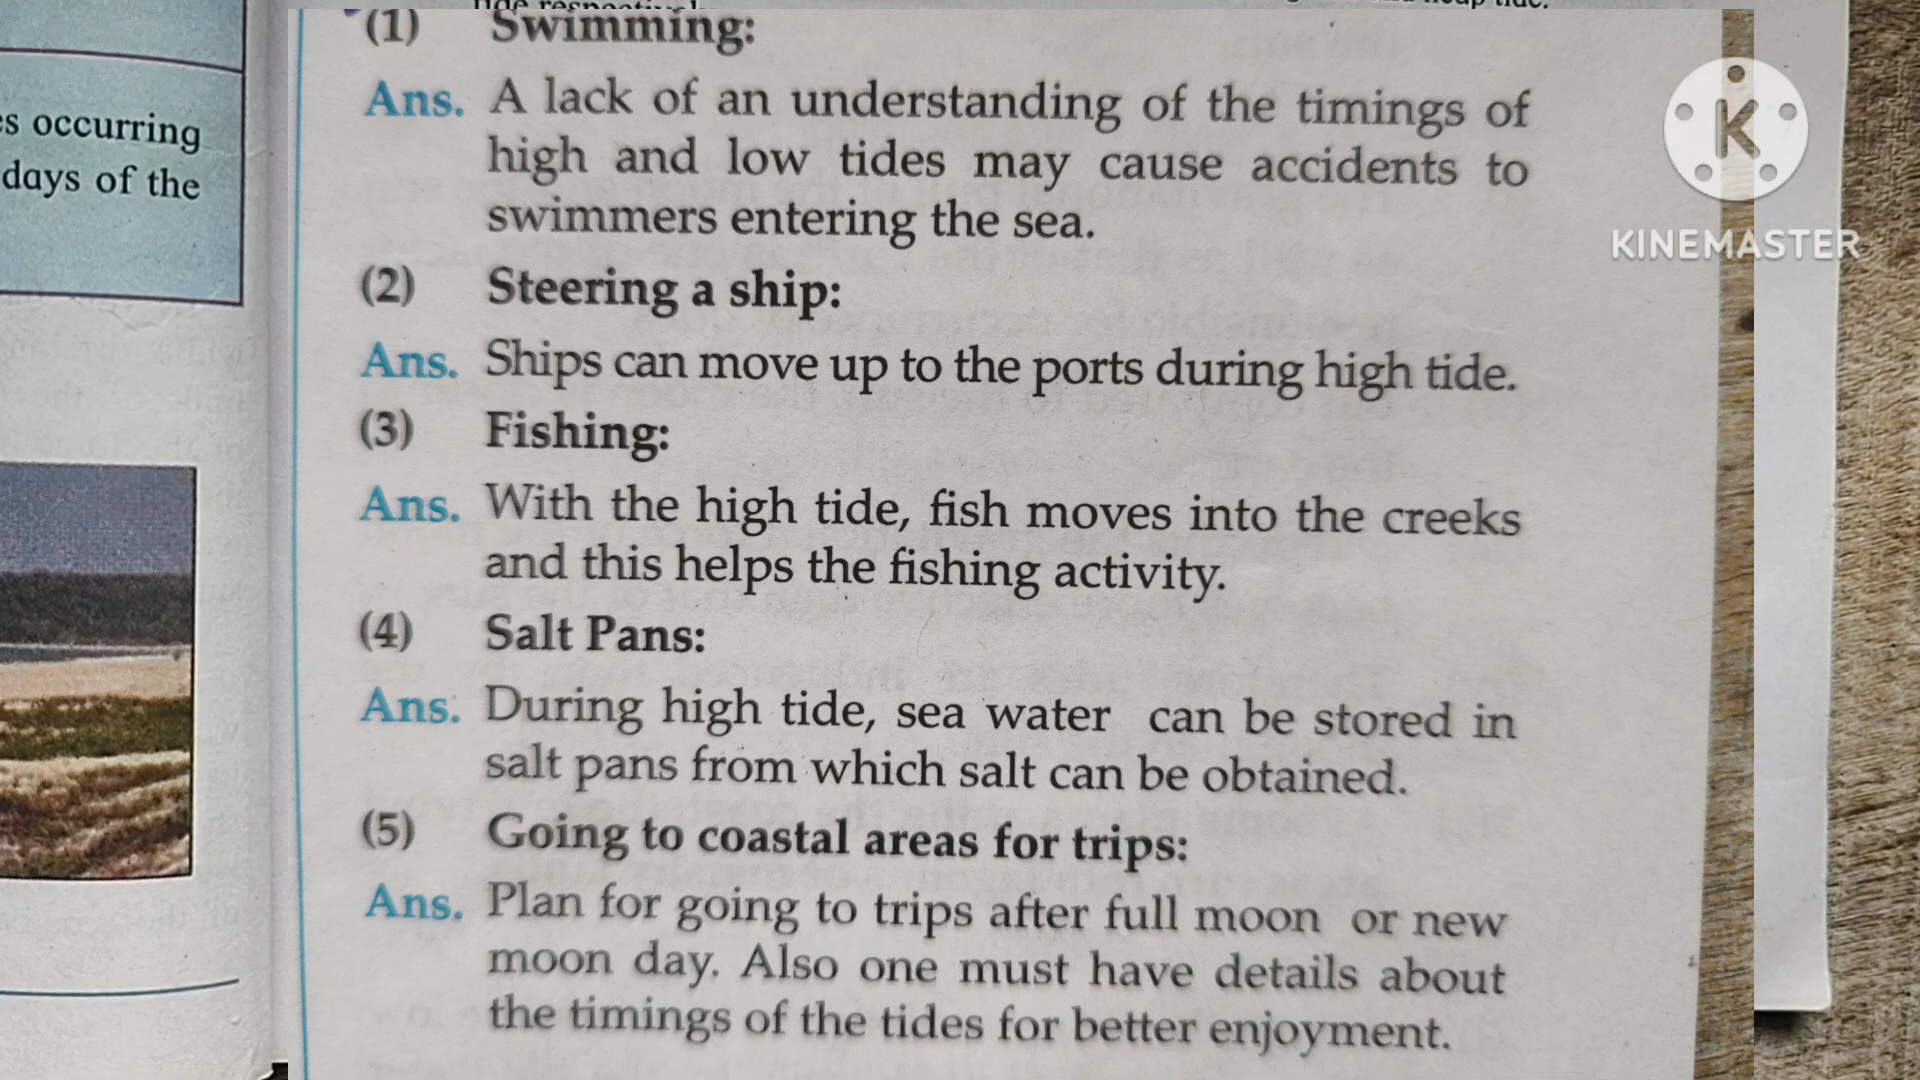 (1) Swimming:
Ans. A lack of an understanding of the timings of
high and low tides may cause accidents to
swimmers entering the sea.
(2) Steering a ship:
Ans. Ships can move up to the ports during high tide.
(3) Fishing:
Ans. With the high tide, fish moves into the creeks
and this helps the fishing activity.
(4) Salt Pans:
Ans. During high tide, sea water can be stored in
salt pans from which salt can be obtained.
(5) Going to coastal areas for trips:
Ans. Plan for going to trips after full moon or new
moon day. Also one must have details about
the timings of the tides for better enjoyment.
occurring
days of the
K
KINEMASTER